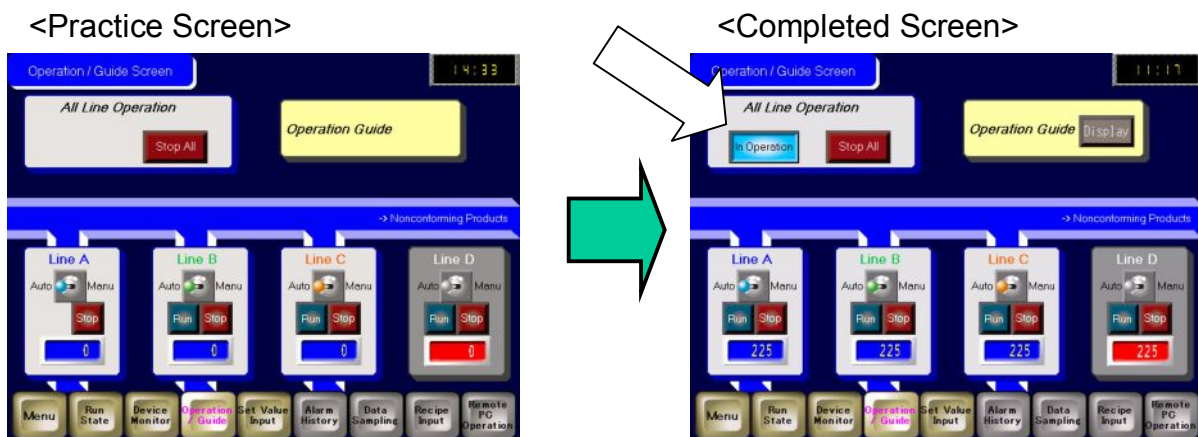 <Practice Screen>
Operation / Guide Screen
14:33
All Line Operation
Stop All
Operation Guide
-> Nonconforming Products
Line A
Auto
Manu
Stop
0
Line B
Auto
Manu
Run
Stop
0
Line C
Auto
Manu
Run
Stop
0
Line D
Auto
Manu
Run
Stop
0
Menu
Run
State
Device
Monitor
Operation
/ Guide
Set Value
Input
Alarm
History
Data
Sampling
Recipe
Input
Remote
PC
Operation
<Completed Screen>
Operation / Guide Screen
11:17
All Line Operation
In Operation
Stop All
Operation Guide
Display
-> Nonconforming Products
Line A
Auto
Manu
Run
Stop
225
Line B
Auto
Manu
Run
Stop
225
Line C
Auto
Manu
Run
Stop
225
Line D
Auto
Manu
Run
Stop
225
Menu
Run
State
Device
Monitor
Operation
/ Guide
Set Value
Input
Alarm
History
Data
Sampling
Recipe
Input
Remote
PC
Operation